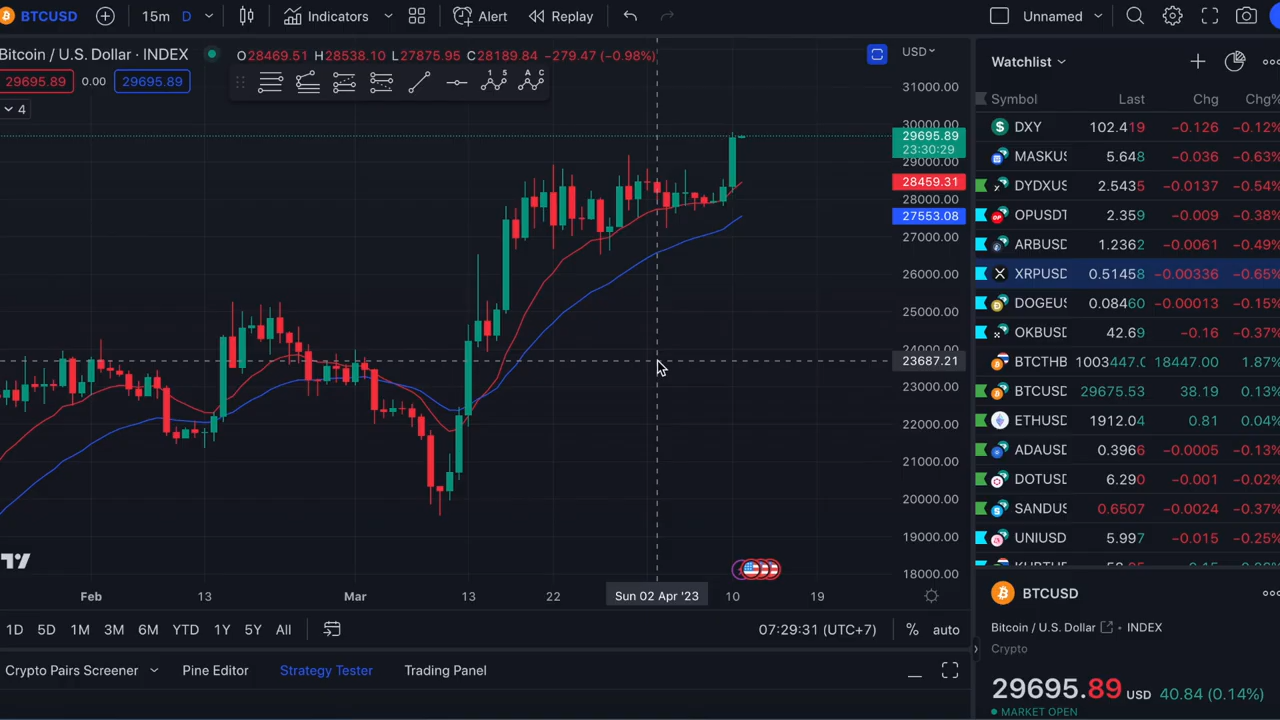 BTCUSD 15m D Indicators Alert Replay Unnamed
Bitcoin / U.S. Dollar · INDEX O28469.51 H28538.10 L27875.95 C28189.84 −279.47 (−0.98%) USD
29695.89 0.00 29695.89
4
31000.00
30000.00
29695.89
23:30:29
29000.00
28459.31
28000.00
27553.08
27000.00
26000.00
25000.00
24000.00
23687.21
23000.00
22000.00
21000.00
20000.00
19000.00
18000.00
Feb 13 Mar 13 22 Sun 02 Apr '23 10 19
1D 5D 1M 3M 6M YTD 1Y 5Y All 07:29:31 (UTC+7) % auto
Crypto Pairs Screener Pine Editor Strategy Tester Trading Panel
Watchlist
Symbol Last Chg Chg%
DXY 102.419 −0.126 −0.12%
MASKUS 5.648 −0.036 −0.63%
DYDXUS 2.5435 −0.0137 −0.54%
OPUSDT 2.359 −0.009 −0.38%
ARBUSD 1.2362 −0.0061 −0.49%
XRPUSD 0.51458 −0.00336 −0.65%
DOGEUS 0.08460 −0.00013 −0.15%
OKBUSD 42.69 −0.16 −0.37%
BTCTHB 1003447.0 18447.00 1.87%
BTCUSD 29675.53 38.19 0.13%
ETHUSD 1912.04 0.81 0.04%
ADAUSD 0.3966 −0.0005 −0.13%
DOTUSD 6.290 −0.001 −0.02%
SANDUS 0.6507 −0.0024 −0.37%
UNIUSD 5.997 −0.015 −0.25%
BTCUSD
Bitcoin / U.S. Dollar · INDEX
Crypto
29695.89 USD 40.84 (0.14%)
MARKET OPEN